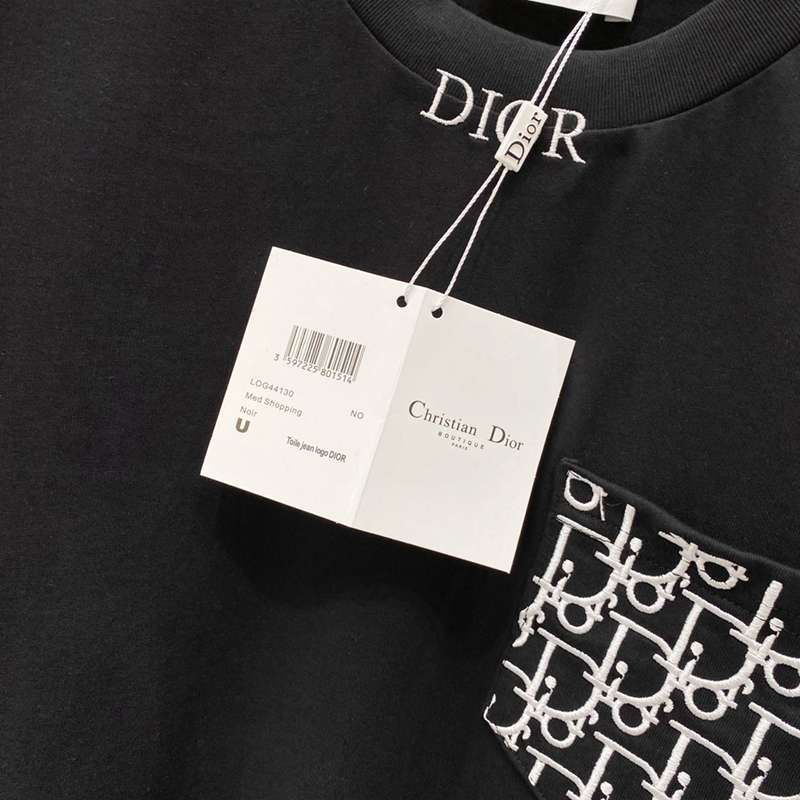 DIOR
Dior
3 597225 801514
LOG44130
Med Shopping
NO
Noir
U
Toile jean logo DIOR
Christian Dior
BOUTIQUE
PARIS